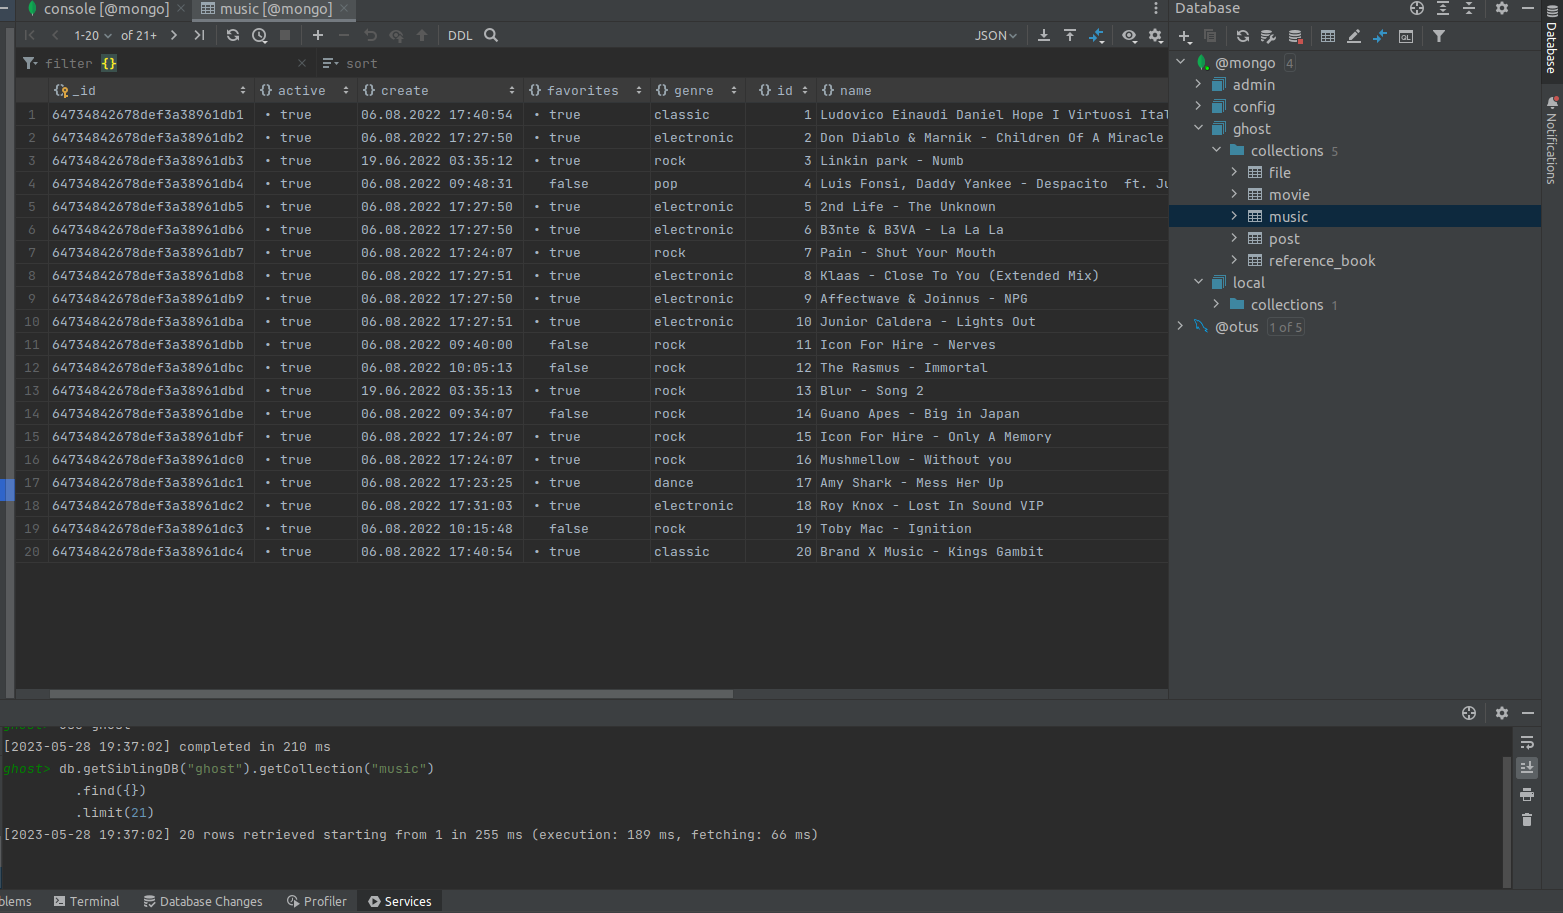 console [@mongo]
music [@mongo]
Database
1-20 of 21+
DDL
JSON
filter {}
sort
@mongo 4
admin
config
ghost
collections 5
file
movie
music
post
reference_book
local
collections 1
@otus 1 of 5
Database
Notifications
_id active create favorites genre id name
1 64734842678def3a38961db1 • true 06.08.2022 17:40:54 • true classic 1 Ludovico Einaudi Daniel Hope I Virtuosi Ital
2 64734842678def3a38961db2 • true 06.08.2022 17:27:50 • true electronic 2 Don Diablo & Marnik - Children Of A Miracle
3 64734842678def3a38961db3 • true 19.06.2022 03:35:12 • true rock 3 Linkin park - Numb
4 64734842678def3a38961db4 • true 06.08.2022 09:48:31 false pop 4 Luis Fonsi, Daddy Yankee - Despacito ft. Ju
5 64734842678def3a38961db5 • true 06.08.2022 17:27:50 • true electronic 5 2nd Life - The Unknown
6 64734842678def3a38961db6 • true 06.08.2022 17:27:50 • true electronic 6 B3nte & B3VA - La La La
7 64734842678def3a38961db7 • true 06.08.2022 17:24:07 • true rock 7 Pain - Shut Your Mouth
8 64734842678def3a38961db8 • true 06.08.2022 17:27:51 • true electronic 8 Klaas - Close To You (Extended Mix)
9 64734842678def3a38961db9 • true 06.08.2022 17:27:50 • true electronic 9 Affectwave & Joinnus - NPG
10 64734842678def3a38961dba • true 06.08.2022 17:27:51 • true electronic 10 Junior Caldera - Lights Out
11 64734842678def3a38961dbb • true 06.08.2022 09:40:00 false rock 11 Icon For Hire - Nerves
12 64734842678def3a38961dbc • true 06.08.2022 10:05:13 false rock 12 The Rasmus - Immortal
13 64734842678def3a38961dbd • true 19.06.2022 03:35:13 • true rock 13 Blur - Song 2
14 64734842678def3a38961dbe • true 06.08.2022 09:34:07 false rock 14 Guano Apes - Big in Japan
15 64734842678def3a38961dbf • true 06.08.2022 17:24:07 • true rock 15 Icon For Hire - Only A Memory
16 64734842678def3a38961dc0 • true 06.08.2022 17:24:07 • true rock 16 Mushmellow - Without you
17 64734842678def3a38961dc1 • true 06.08.2022 17:23:25 • true dance 17 Amy Shark - Mess Her Up
18 64734842678def3a38961dc2 • true 06.08.2022 17:31:03 • true electronic 18 Roy Knox - Lost In Sound VIP
19 64734842678def3a38961dc3 • true 06.08.2022 10:15:48 false rock 19 Toby Mac - Ignition
20 64734842678def3a38961dc4 • true 06.08.2022 17:40:54 • true classic 20 Brand X Music - Kings Gambit
ghost> use ghost
[2023-05-28 19:37:02] completed in 210 ms
ghost> db.getSiblingDB("ghost").getCollection("music")
.find({})
.limit(21)
[2023-05-28 19:37:02] 20 rows retrieved starting from 1 in 255 ms (execution: 189 ms, fetching: 66 ms)
blems
Terminal
Database Changes
Profiler
Services